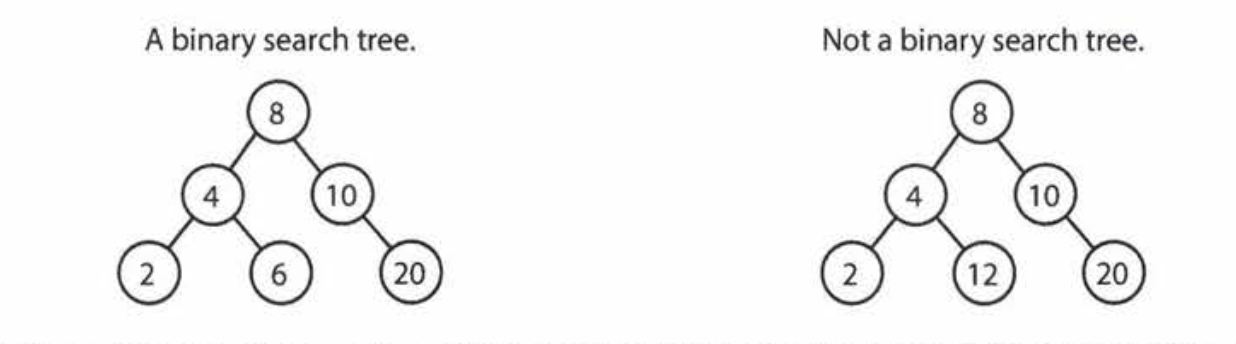 A binary search tree.
8
4 10
2 6 20
Not a binary search tree.
8
4 10
2 12 20